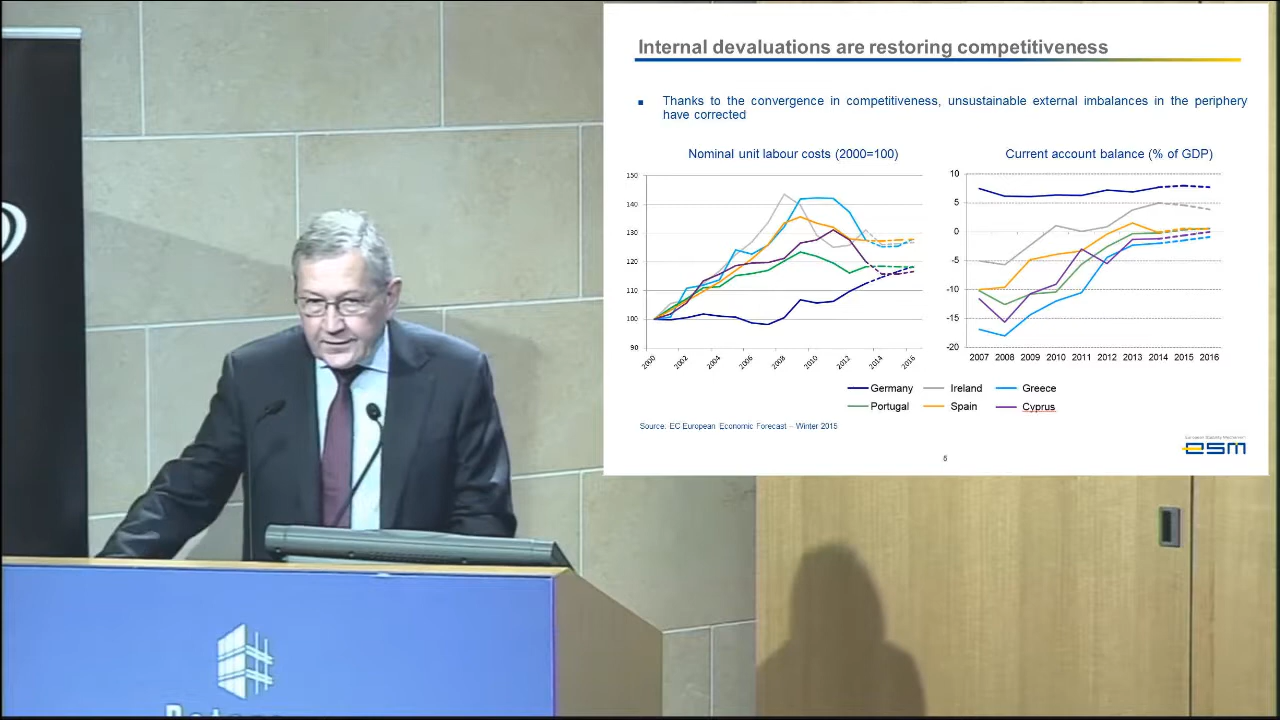 Internal devaluations are restoring competitiveness
Thanks to the convergence in competitiveness, unsustainable external imbalances in the periphery
have corrected
Nominal unit labour costs (2000=100)
150
140
130
120
110
100
90
2000 2002 2004 2006 2008 2010 2012 2014 2016
Current account balance (% of GDP)
10
5
0
-5
-10
-15
-20
2007 2008 2009 2010 2011 2012 2013 2014 2015 2016
Germany Ireland Greece
Portugal Spain Cyprus
Source: EC European Economic Forecast – Winter 2015
European Stability Mechanism
esm
5